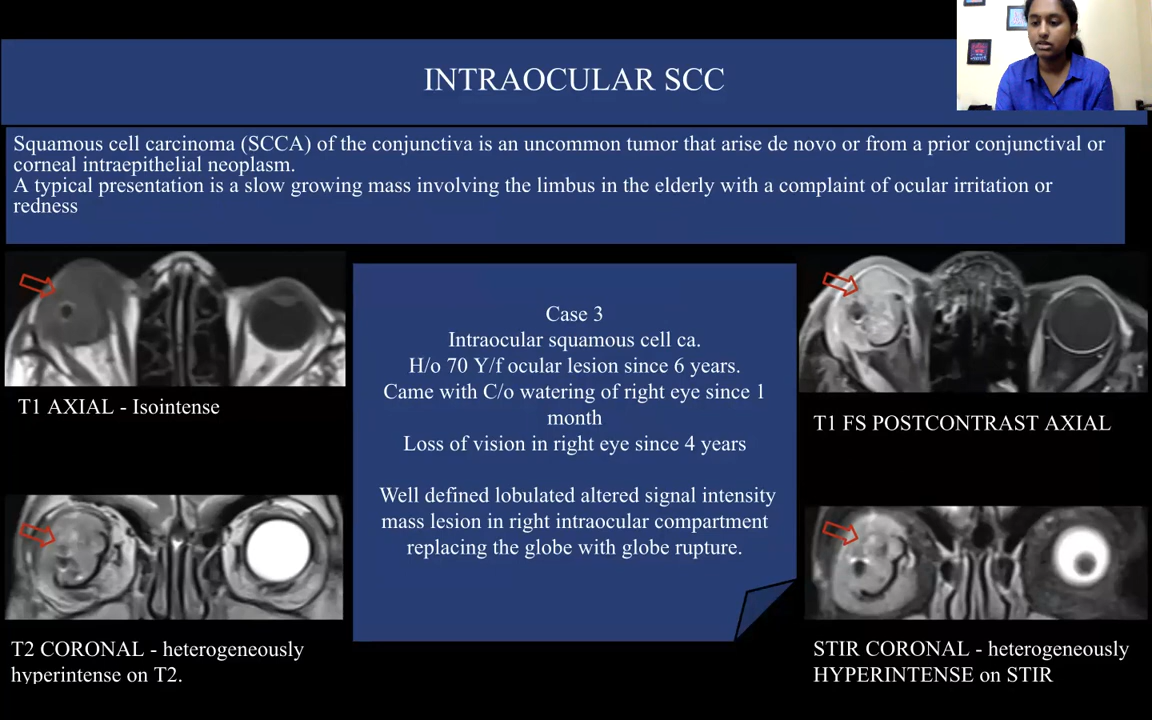 INTRAOCULAR SCC
Squamous cell carcinoma (SCCA) of the conjunctiva is an uncommon tumor that arise de novo or from a prior conjunctival or
corneal intraepithelial neoplasm.
A typical presentation is a slow growing mass involving the limbus in the elderly with a complaint of ocular irritation or
redness
T1 AXIAL - Isointense
T2 CORONAL - heterogeneously
hyperintense on T2.
Case 3
Intraocular squamous cell ca.
H/o 70 Y/f ocular lesion since 6 years.
Came with C/o watering of right eye since 1
month
Loss of vision in right eye since 4 years
Well defined lobulated altered signal intensity
mass lesion in right intraocular compartment
replacing the globe with globe rupture.
T1 FS POSTCONTRAST AXIAL
STIR CORONAL - heterogeneously
HYPERINTENSE on STIR